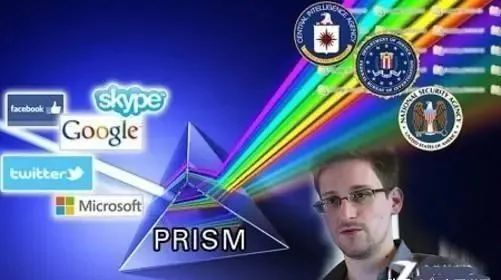 facebook
skype
Google
twitter
Microsoft
PRISM
CENTRAL INTELLIGENCE AGENCY
NATIONAL SECURITY AGENCY